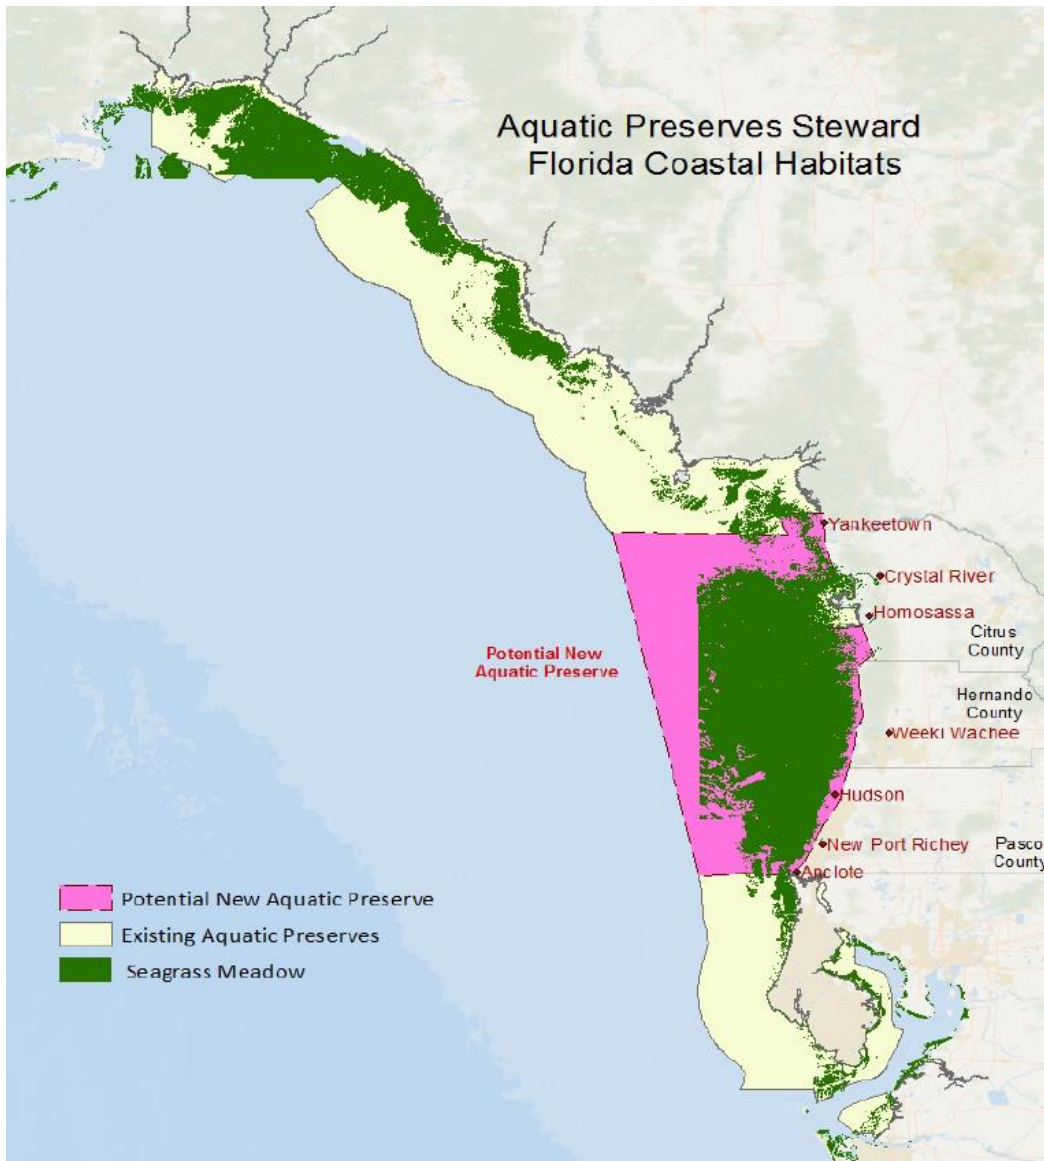 Aquatic Preserves Steward
Florida Coastal Habitats
Yankeetown
Crystal River
Homosassa
Citrus
County
Potential New
Aquatic Preserve
Hernando
County
Weeki Wachee
Hudson
New Port Richey
Pasco
County
Anclote
Potential New Aquatic Preserve
Existing Aquatic Preserves
Seagrass Meadow